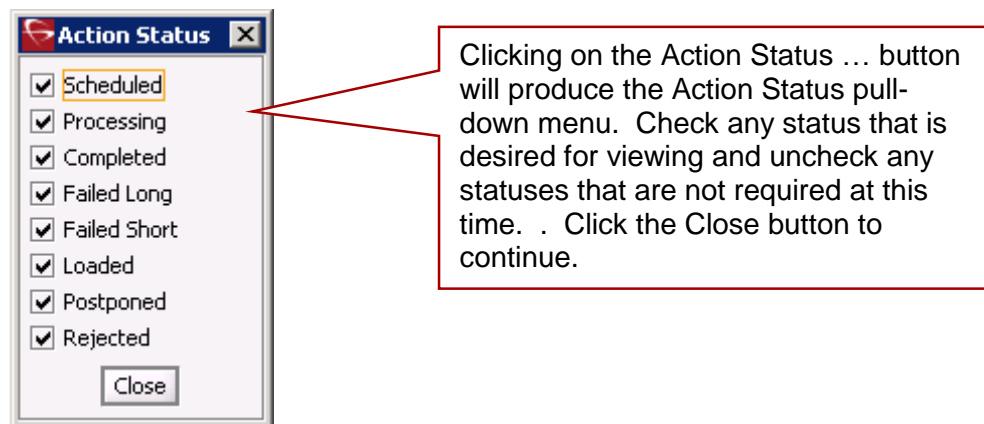 Action Status
Scheduled
Processing
Completed
Failed Long
Failed Short
Loaded
Postponed
Rejected
Close
Clicking on the Action Status … button
will produce the Action Status pull-
down menu.  Check any status that is
desired for viewing and uncheck any
statuses that are not required at this
time. .  Click the Close button to
continue.